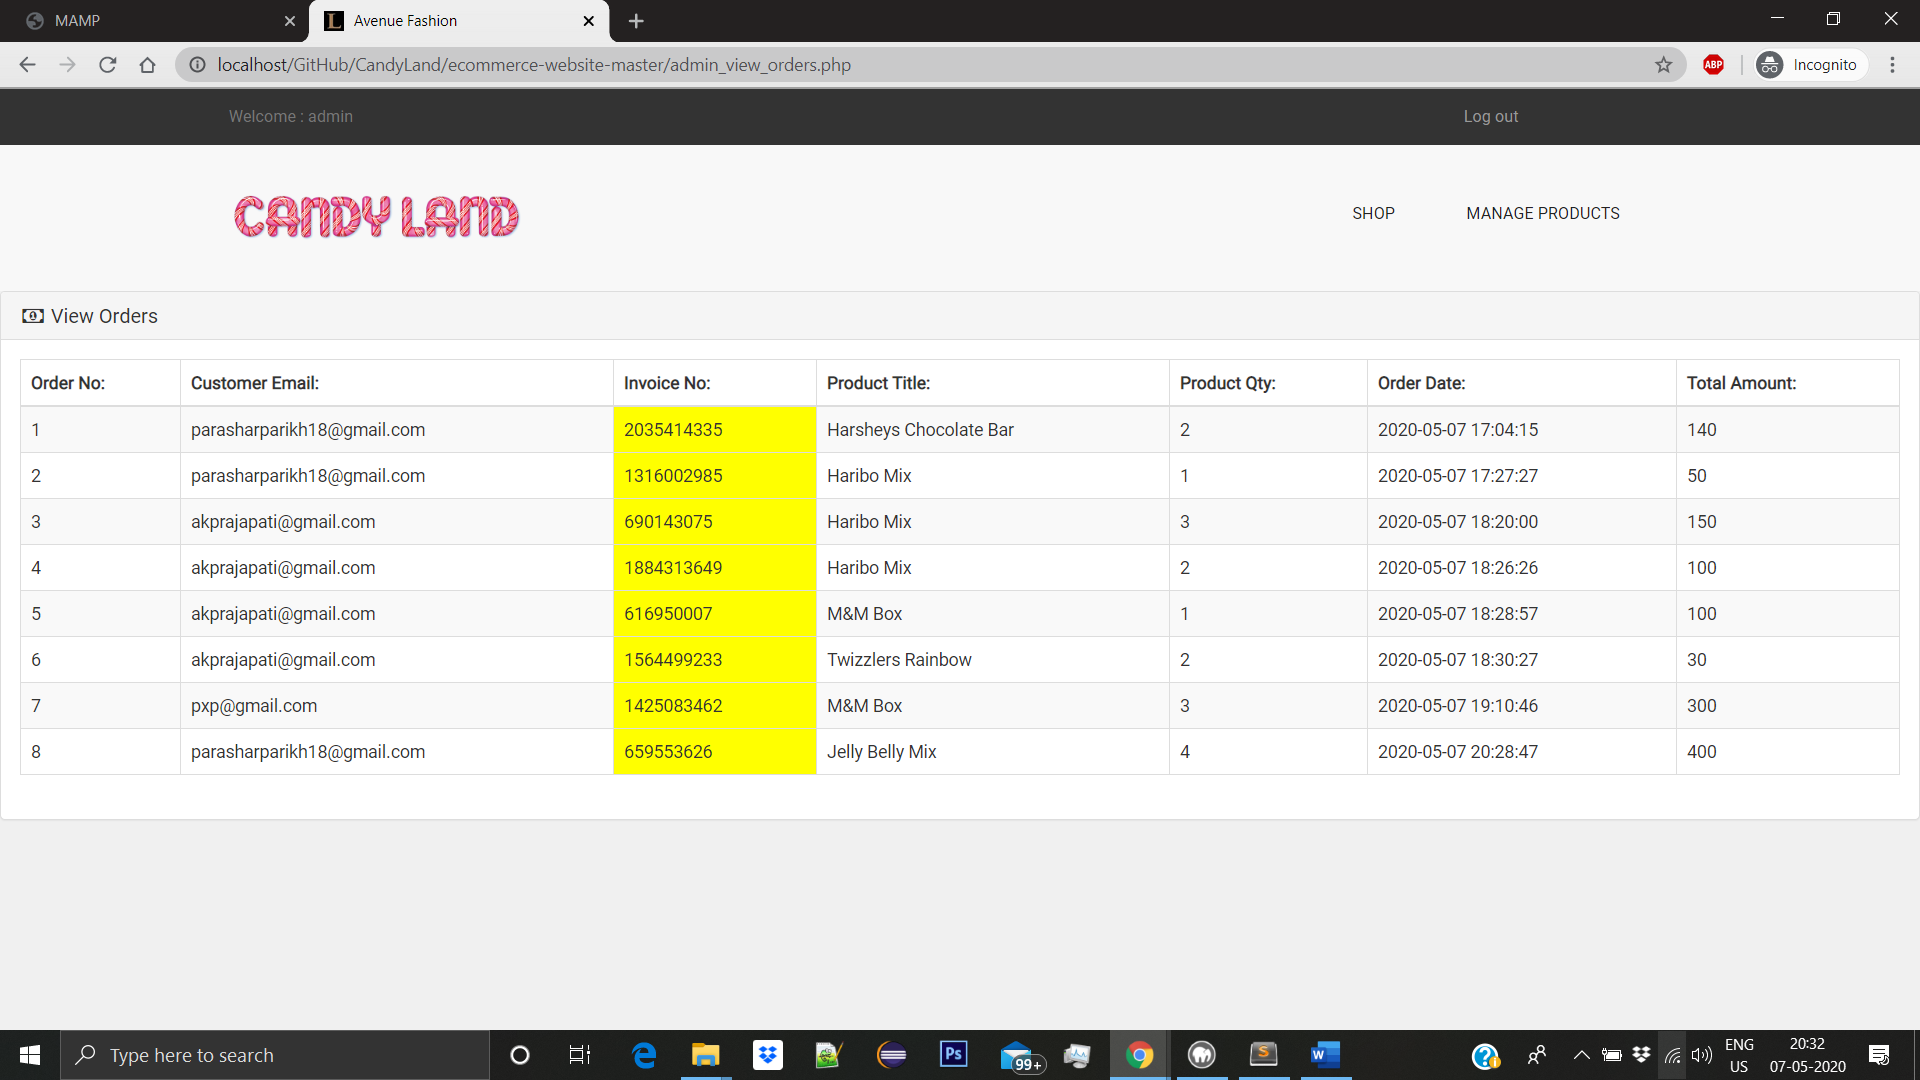 MAMP
Avenue Fashion
localhost/GitHub/CandyLand/ecommerce-website-master/admin_view_orders.php
ABP
Incognito
Welcome : admin
Log out
CANDY LAND
SHOP
MANAGE PRODUCTS
View Orders
Order No: Customer Email: Invoice No: Product Title: Product Qty: Order Date: Total Amount:
1 parasharparikh18@gmail.com 2035414335 Harsheys Chocolate Bar 2 2020-05-07 17:04:15 140
2 parasharparikh18@gmail.com 1316002985 Haribo Mix 1 2020-05-07 17:27:27 50
3 akprajapati@gmail.com 690143075 Haribo Mix 3 2020-05-07 18:20:00 150
4 akprajapati@gmail.com 1884313649 Haribo Mix 2 2020-05-07 18:26:26 100
5 akprajapati@gmail.com 616950007 M&M Box 1 2020-05-07 18:28:57 100
6 akprajapati@gmail.com 1564499233 Twizzlers Rainbow 2 2020-05-07 18:30:27 30
7 pxp@gmail.com 1425083462 M&M Box 3 2020-05-07 19:10:46 300
8 parasharparikh18@gmail.com 659553626 Jelly Belly Mix 4 2020-05-07 20:28:47 400
Type here to search
Ps
99+
ENG
US
20:32
07-05-2020